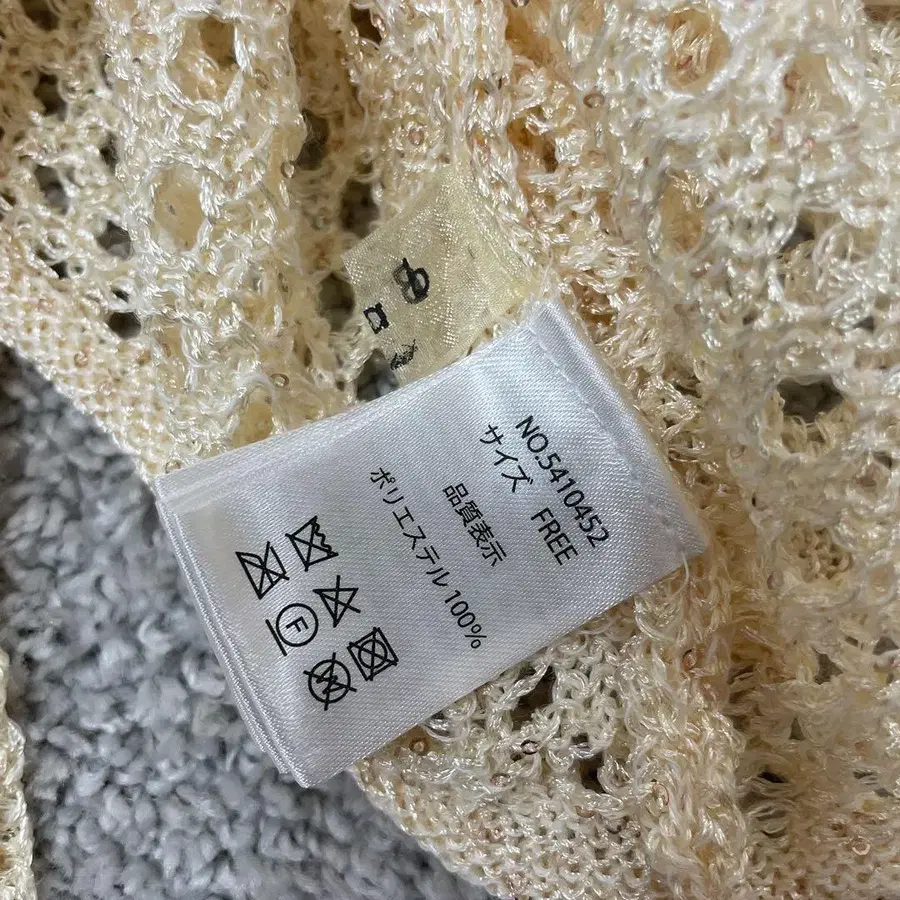 NO.5410452
サイズ FREE
品質表示
ポリエステル 100%
F
W